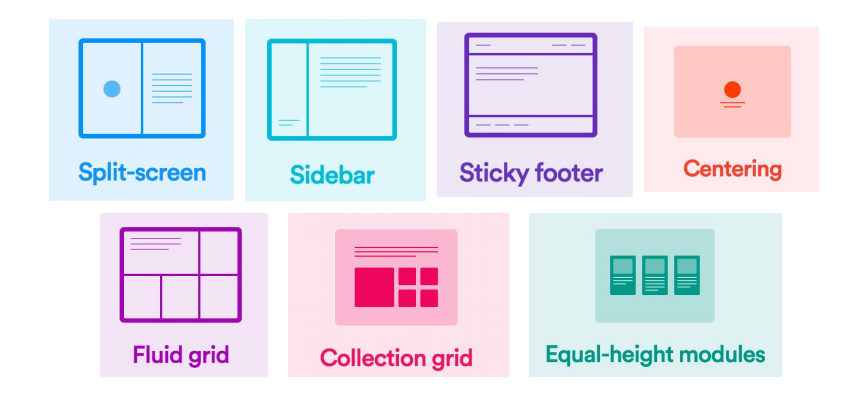 Split-screen
Sidebar
Sticky footer
Centering
Fluid grid
Collection grid
Equal-height modules